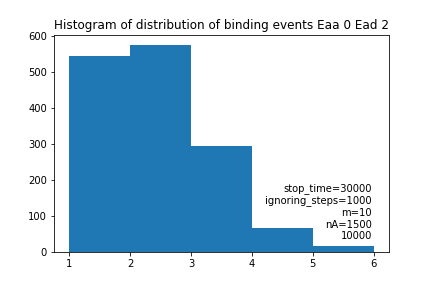 Histogram of distribution of binding events Eaa 0 Ead 2
600
500
400
300
200
100
0
stop_time=30000
ignoring_steps=1000
m=10
nA=1500
10000
1 2 3 4 5 6